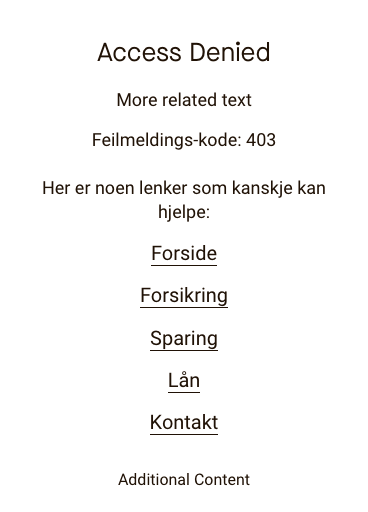 Access Denied
More related text
Feilmeldings-kode: 403
Her er noen lenker som kanskje kan
hjelpe:
Forside
Forsikring
Sparing
Lån
Kontakt
Additional Content